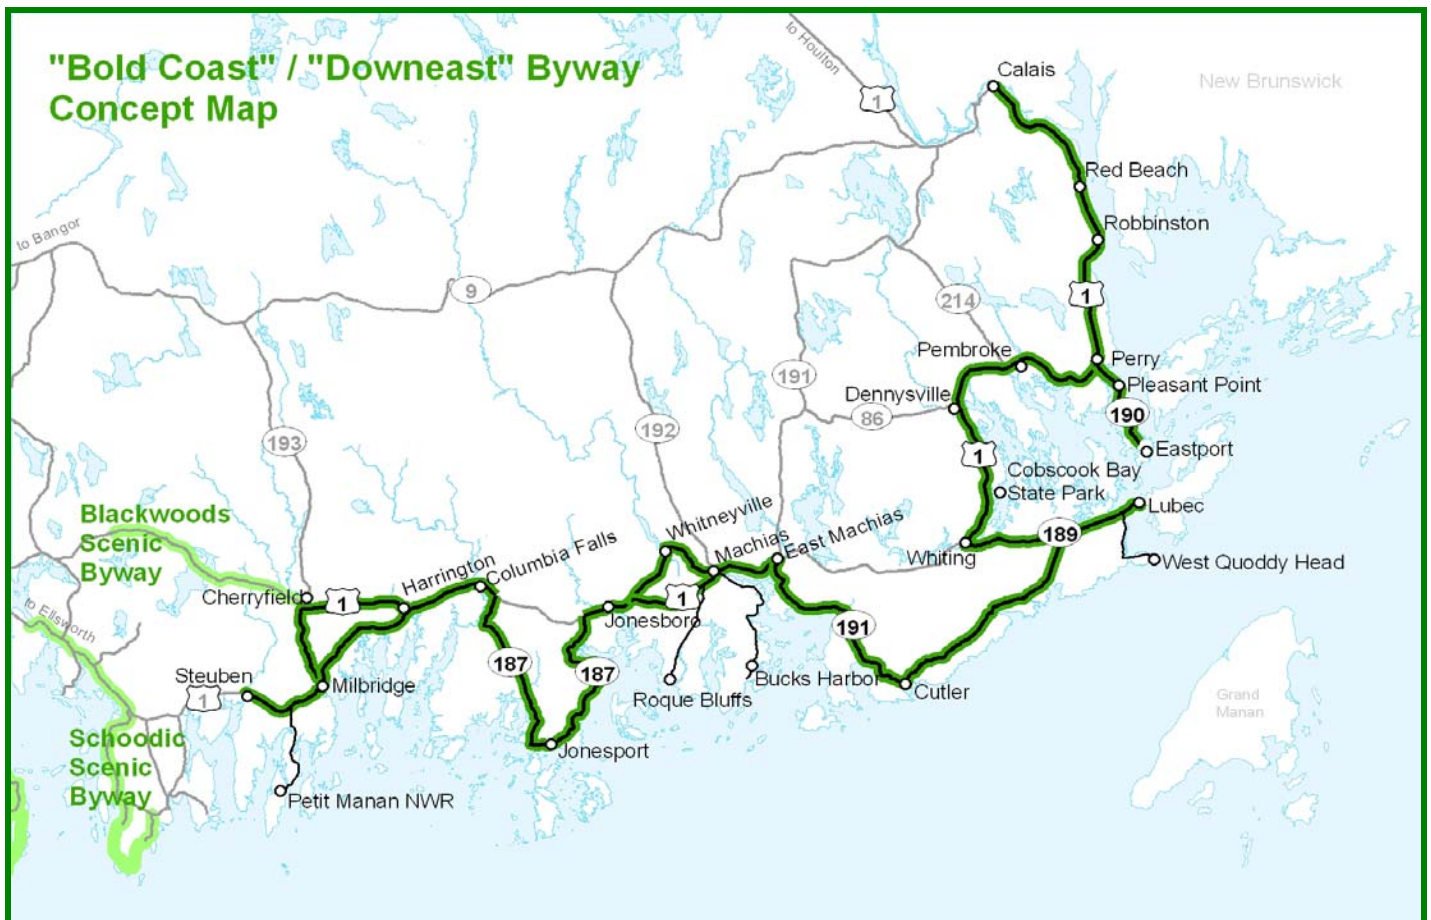 "Bold Coast" / "Downeast" Byway
Concept Map
to Houlton
1
Calais
New Brunswick
Red Beach
Robbinston
to Bangor
9
214
1
Pembroke
Perry
191
Pleasant Point
Dennysville
86
190
192
193
Eastport
1
Cobscook Bay
State Park
Blackwoods
Scenic
Byway
Whitneyville
Lubec
Machias
East Machias
189
Whiting
West Quoddy Head
Harrington
Columbia Falls
Cherryfield
1
1
to Ellsworth
Jonesboro
191
187
187
Steuben
1
Milbridge
Roque Bluffs
Bucks Harbor
Cutler
Grand
Manan
Schoodic
Scenic
Byway
Jonesport
Petit Manan NWR